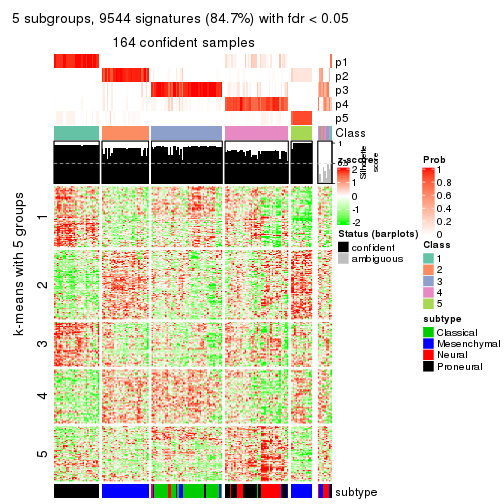 5 subgroups, 9544 signatures (84.7%) with fdr < 0.05
164 confident samples
p1
p2
p3
p4
p5
Class
1
0
Silhouette
score
z-score
2
1
0
-1
-2
Status (barplots)
confident
ambiguous
Prob
1
0.8
0.6
0.4
0.2
0
Class
1
2
3
4
5
subtype
Classical
Mesenchymal
Neural
Proneural
k-means with 5 groups
1
2
3
4
5
subtype